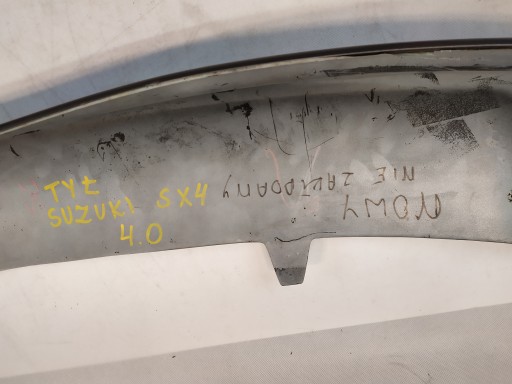 TYŁ
SUZUKI SX4
4.0
NOWY
NIE ZAKŁADANY